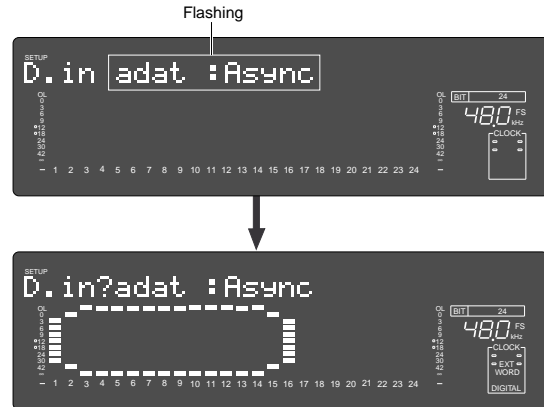 Flashing
SETUP
D.in adat :Async
OL
0
3
6
9
12
18
24
30
42
–
OL
0
3
6
9
12
18
24
30
42
–
BIT 24
48.0 FS
kHz
CLOCK
– 1 2 3 4 5 6 7 8 9 10 11 12 13 14 15 16 17 18 19 20 21 22 23 24 –
SETUP
D.in?adat :Async
OL
0
3
6
9
12
18
24
30
42
–
OL
0
3
6
9
12
18
24
30
42
–
BIT 24
48.0 FS
kHz
CLOCK
EXT
WORD
DIGITAL
– 1 2 3 4 5 6 7 8 9 10 11 12 13 14 15 16 17 18 19 20 21 22 23 24 –